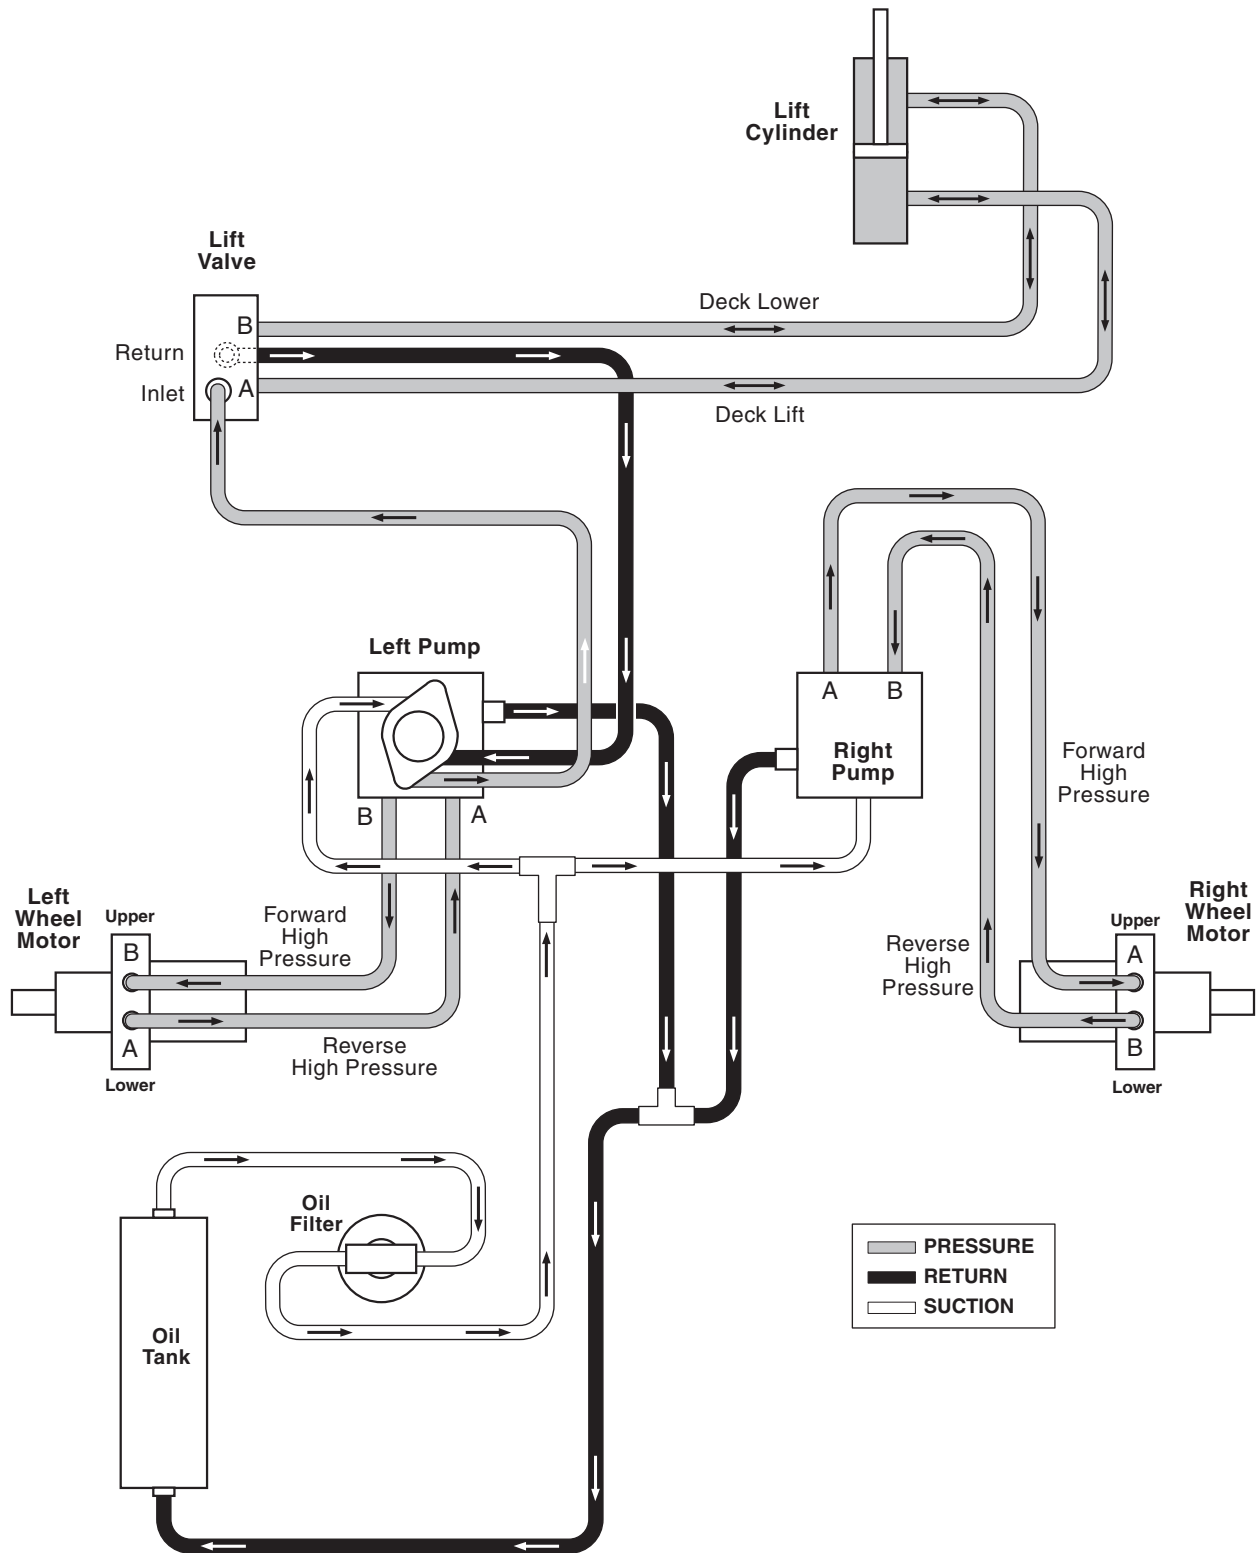 Lift
Cylinder
Lift
Valve
Deck Lower
B
Return
Inlet
A
Deck Lift
Left Pump
A
B
Right
Pump
Forward
High
Pressure
B
A
Left
Wheel
Motor
Upper
Forward
High
Pressure
B
A
Lower
Reverse
High Pressure
Reverse
High
Pressure
Upper
Right
Wheel
Motor
A
B
Lower
Oil
Filter
Oil
Tank
PRESSURE
RETURN
SUCTION